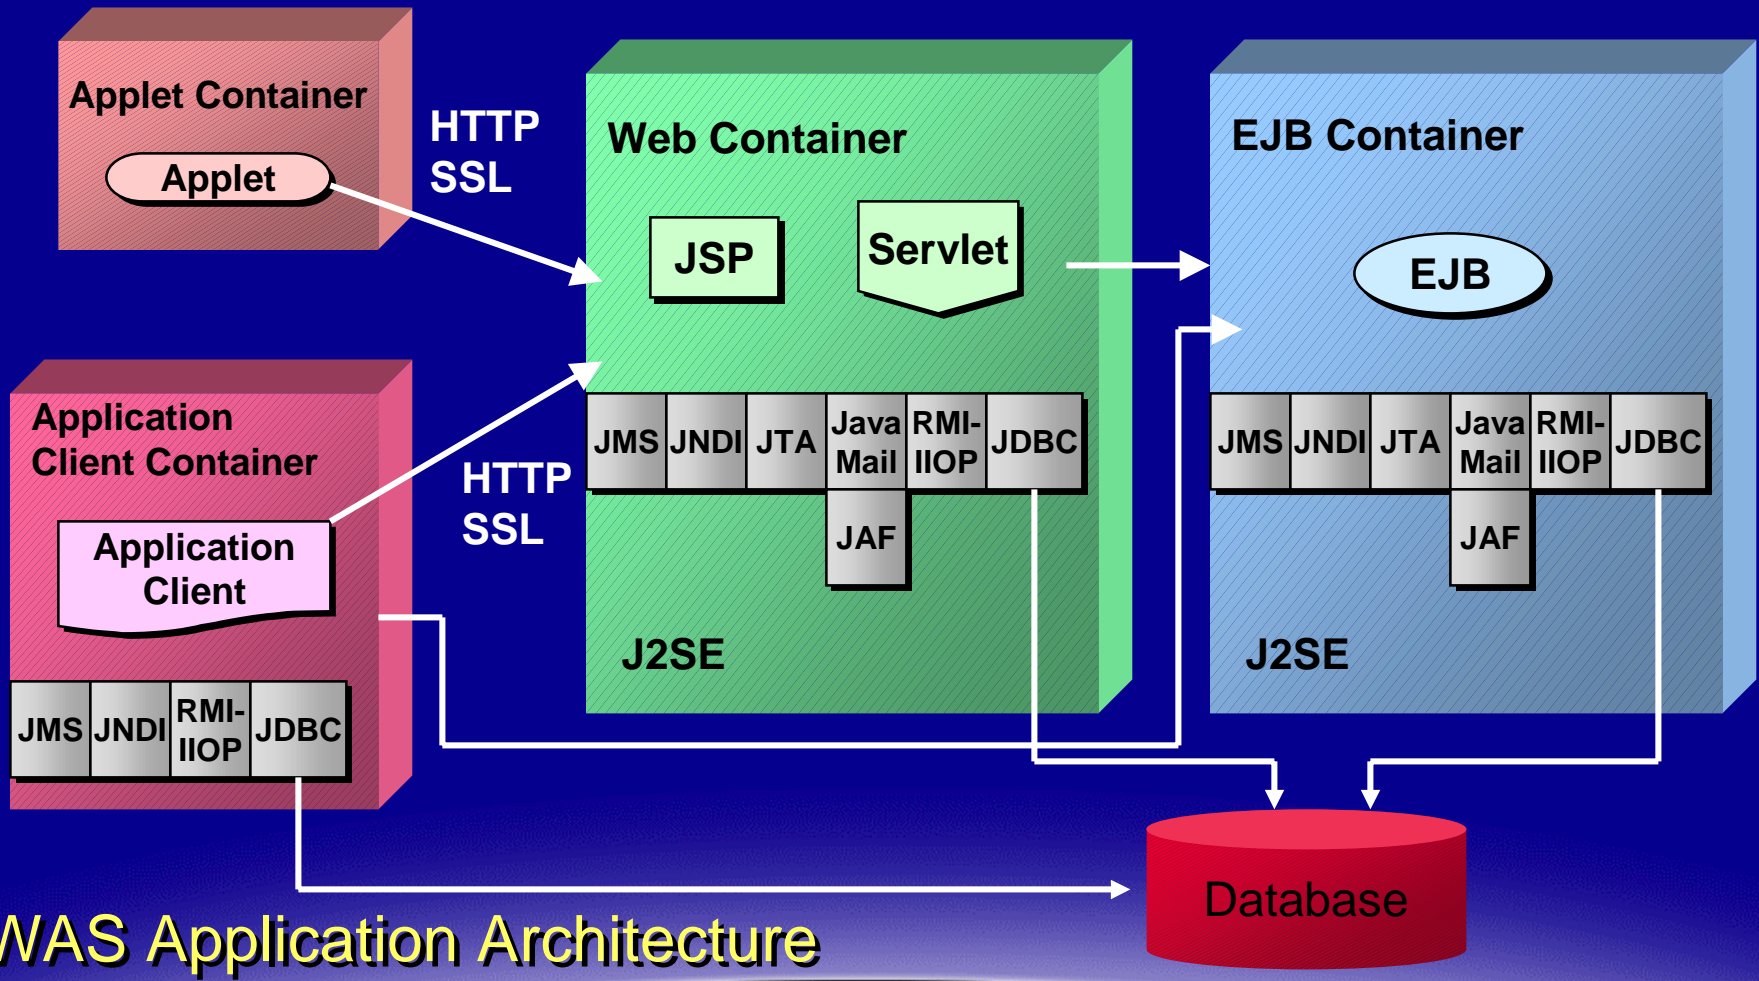 Applet Container
Applet
HTTP
SSL
Web Container
JSP
Servlet
EJB Container
EJB
Application
Client Container
Application
Client
HTTP
SSL
JMS
JNDI
JTA
Java
Mail
RMI-
IIOP
JDBC
JAF
J2SE
JMS
JNDI
JTA
Java
Mail
RMI-
IIOP
JDBC
JAF
J2SE
JMS
JNDI
RMI-
IIOP
JDBC
Database
WAS Application Architecture